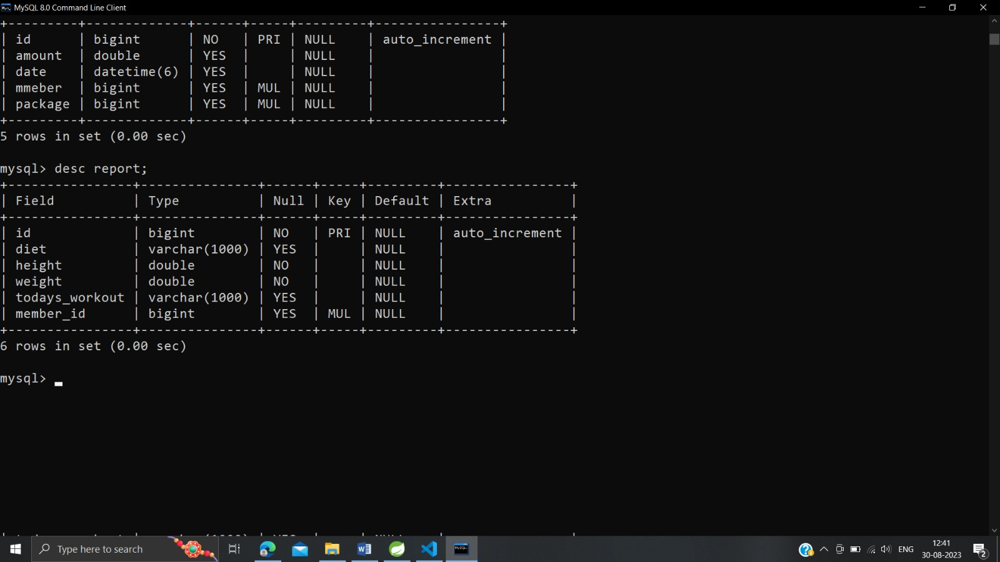 MySQL 8.0 Command Line Client
+---------+-------------+------+-----+---------+----------------+
| id      | bigint      | NO   | PRI | NULL    | auto_increment |
| amount  | double      | YES  |     | NULL    |                |
| date    | datetime(6) | YES  |     | NULL    |                |
| mmeber  | bigint      | YES  | MUL | NULL    |                |
| package | bigint      | YES  | MUL | NULL    |                |
+---------+-------------+------+-----+---------+----------------+
5 rows in set (0.00 sec)
mysql> desc report;
+----------------+---------------+------+-----+---------+----------------+
| Field          | Type          | Null | Key | Default | Extra          |
+----------------+---------------+------+-----+---------+----------------+
| id             | bigint        | NO   | PRI | NULL    | auto_increment |
| diet           | varchar(1000) | YES  |     | NULL    |                |
| height         | double        | NO   |     | NULL    |                |
| weight         | double        | NO   |     | NULL    |                |
| todays_workout | varchar(1000) | YES  |     | NULL    |                |
| member_id      | bigint        | YES  | MUL | NULL    |                |
+----------------+---------------+------+-----+---------+----------------+
6 rows in set (0.00 sec)
mysql>
Type here to search
ENG
12:41
30-08-2023
2